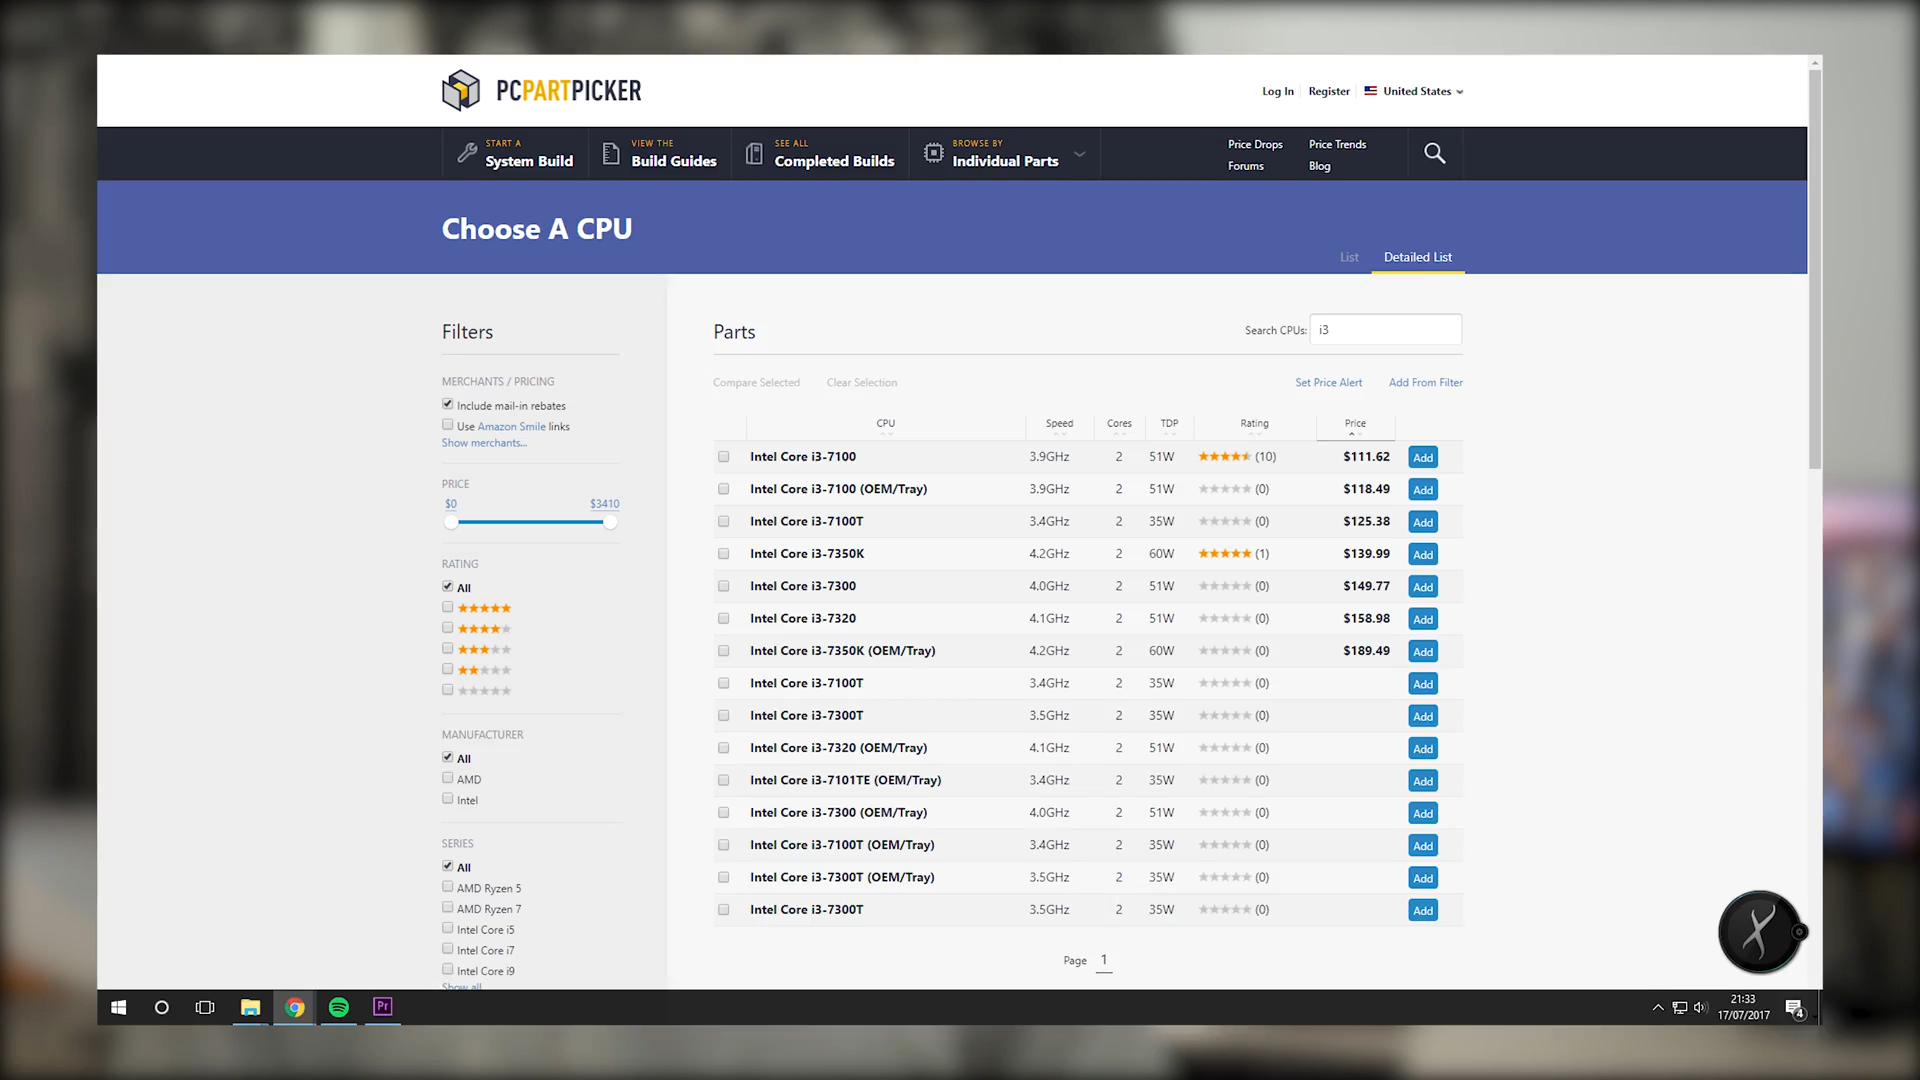 PCPARTPICKER
Log In Register United States
START A
System Build
VIEW THE
Build Guides
SEE ALL
Completed Builds
BROWSE BY
Individual Parts
Price Drops Price Trends
Forums Blog
Choose A CPU
List Detailed List
Filters
MERCHANTS / PRICING
Include mail-in rebates
Use Amazon Smile links
Show merchants...
PRICE
$0 $3410
RATING
All
MANUFACTURER
All
AMD
Intel
SERIES
All
AMD Ryzen 5
AMD Ryzen 7
Intel Core i5
Intel Core i7
Intel Core i9
Show all
Parts
Search CPUs: i3
Compare Selected Clear Selection Set Price Alert Add From Filter
CPU Speed Cores TDP Rating Price
Intel Core i3-7100 3.9GHz 2 51W (10) $111.62 Add
Intel Core i3-7100 (OEM/Tray) 3.9GHz 2 51W (0) $118.49 Add
Intel Core i3-7100T 3.4GHz 2 35W (0) $125.38 Add
Intel Core i3-7350K 4.2GHz 2 60W (1) $139.99 Add
Intel Core i3-7300 4.0GHz 2 51W (0) $149.77 Add
Intel Core i3-7320 4.1GHz 2 51W (0) $158.98 Add
Intel Core i3-7350K (OEM/Tray) 4.2GHz 2 60W (0) $189.49 Add
Intel Core i3-7100T 3.4GHz 2 35W (0) Add
Intel Core i3-7300T 3.5GHz 2 35W (0) Add
Intel Core i3-7320 (OEM/Tray) 4.1GHz 2 51W (0) Add
Intel Core i3-7101TE (OEM/Tray) 3.4GHz 2 35W (0) Add
Intel Core i3-7300 (OEM/Tray) 4.0GHz 2 51W (0) Add
Intel Core i3-7100T (OEM/Tray) 3.4GHz 2 35W (0) Add
Intel Core i3-7300T (OEM/Tray) 3.5GHz 2 35W (0) Add
Intel Core i3-7300T 3.5GHz 2 35W (0) Add
Page 1
Pr
21:33
17/07/2017
4